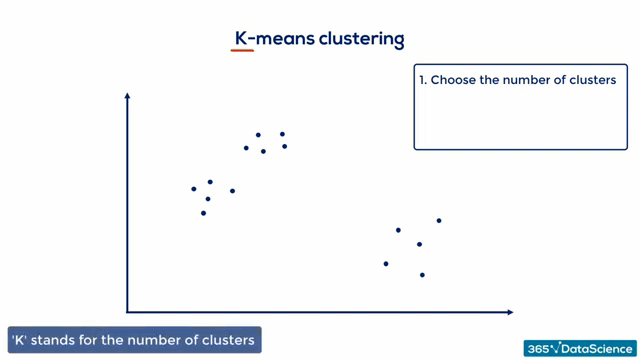 K-means clustering
1. Choose the number of clusters
'K' stands for the number of clusters
365 DataScience